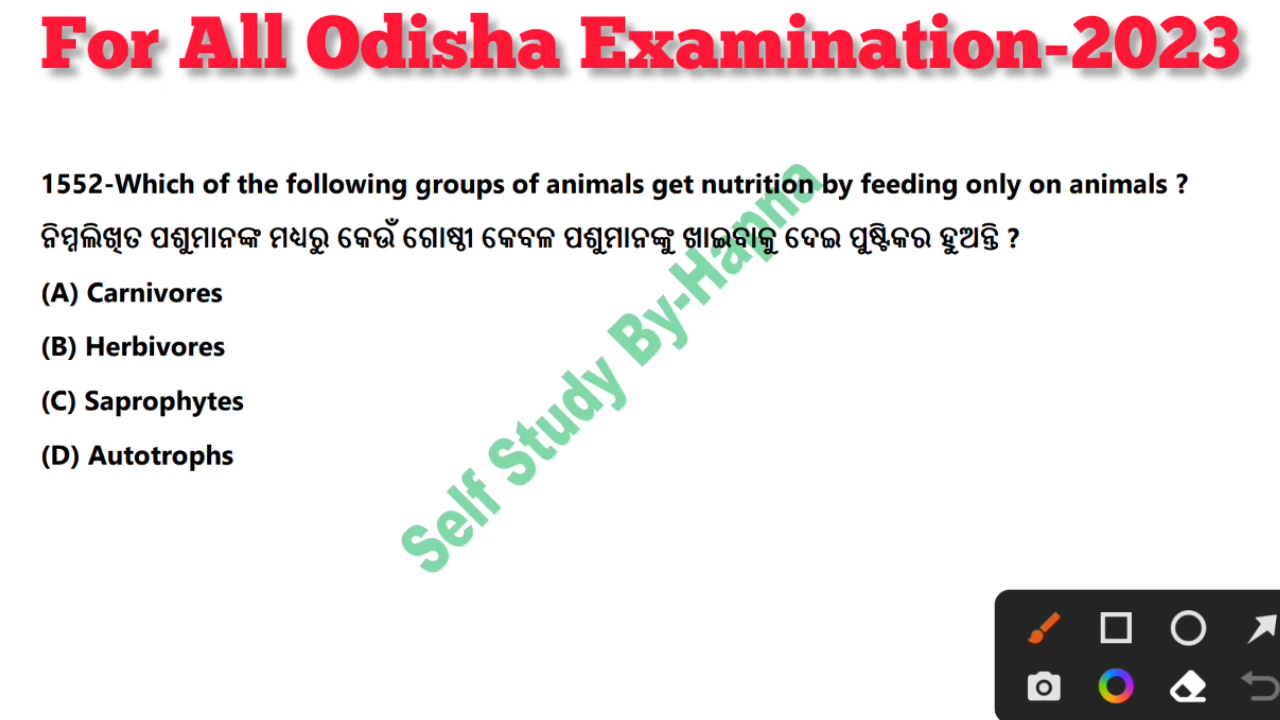 For All Odisha Examination-2023
1552-Which of the following groups of animals get nutrition by feeding only on animals ?
ନିମ୍ନଲିଖିତ ପଶୁମାନଙ୍କ ମଧ୍ୟରୁ କେଉଁ ଗୋଷ୍ଠୀ କେବଳ ପଶୁମାନଙ୍କୁ ଖାଇବାକୁ ଦେଇ ପୁଷ୍ଟିକର ହୁଅନ୍ତି ?
(A) Carnivores
(B) Herbivores
(C) Saprophytes
(D) Autotrophs
Self Study By-Hapna